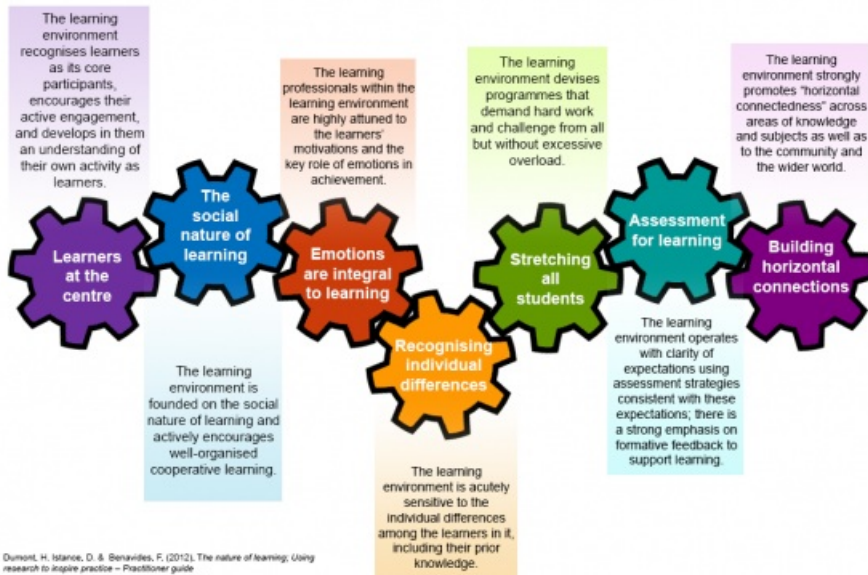 The learning
environment
recognises learners
as its core
participants,
encourages their
active engagement,
and develops in them
an understanding of
their own activity as
learners.
Learners
at the
centre
The
social
nature of
learning
The learning
environment is
founded on the social
nature of learning and
actively encourages
well-organised
cooperative learning.
The learning
professionals within the
learning environment
are highly attuned to
the learners'
motivations and the
key role of emotions in
achievement.
Emotions
are integral
to learning
Recognising
individual
differences
The learning
environment is acutely
sensitive to the
individual differences
among the learners in it,
including their prior
knowledge.
The learning
environment devises
programmes that
demand hard work
and challenge from all
but without excessive
overload.
Stretching
all
students
Assessment
for learning
The learning
environment operates
with clarity of
expectations using
assessment strategies
consistent with these
expectations; there is
a strong emphasis on
formative feedback to
support learning.
The learning
environment strongly
promotes "horizontal
connectedness" across
areas of knowledge
and subjects as well as
to the community and
the wider world.
Building
horizontal
connections
Dumont, H. Istance, D. & Benavides, F. (2012), The nature of learning; Using
research to inspire practice – Practitioner guide